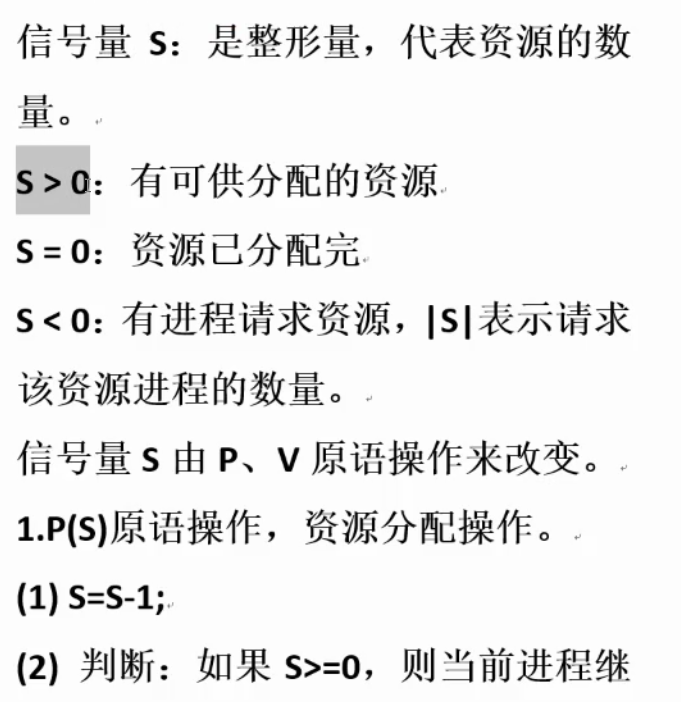 信号量 S：是整形量，代表资源的数
量。
S > 0：有可供分配的资源
S = 0：资源已分配完
S < 0：有进程请求资源，|S|表示请求
该资源进程的数量。
信号量 S 由 P、V 原语操作来改变。
1.P(S)原语操作，资源分配操作。
(1) S=S-1;
(2) 判断：如果 S>=0，则当前进程继